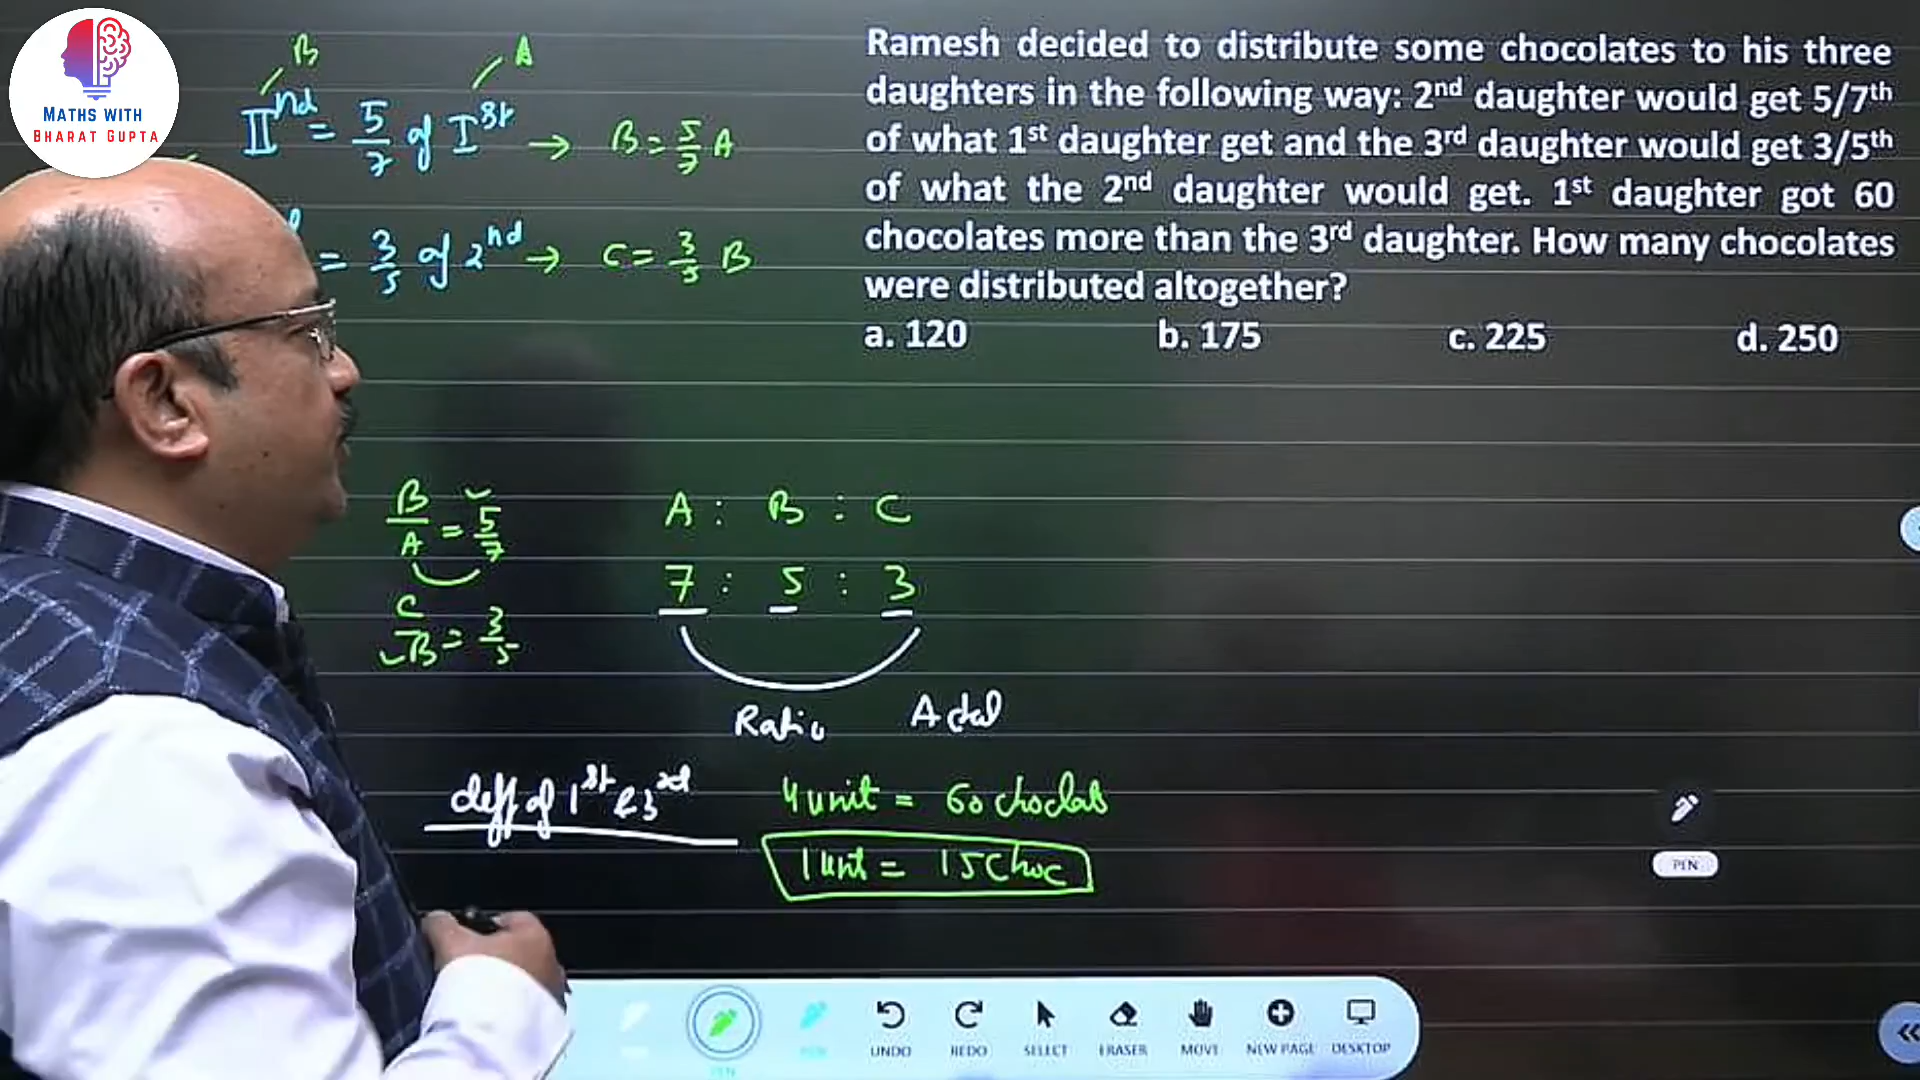 MATHS WITH
BHARAT GUPTA
B
A
IInd = 5/7 of Ist → B = 5/7 A
= 3/5 of 2nd → C = 3/5 B
Ramesh decided to distribute some chocolates to his three
daughters in the following way: 2nd daughter would get 5/7th
of what 1st daughter get and the 3rd daughter would get 3/5th
of what the 2nd daughter would get. 1st daughter got 60
chocolates more than the 3rd daughter. How many chocolates
were distributed altogether?
a. 120 b. 175 c. 225 d. 250
B/A = 5/7
C/B = 3/5
A : B : C
7 : 5 : 3
Ratio
diff of 1st & 3rd
4 unit = 60
1 unit = 15 choc
PEN
UNDO REDO SELECT ERASER MOVE NEW PAGE DESKTOP
PEN